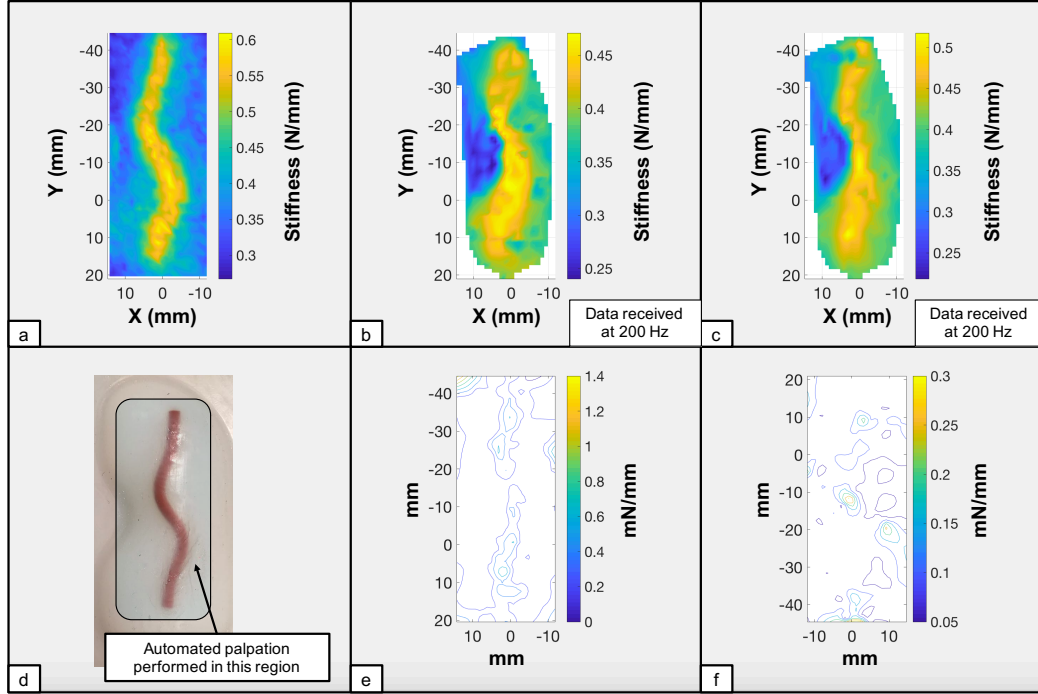 -40
-30
-20
-10
0
10
20
10 0 -10
X (mm)
Y (mm)
0.6
0.55
0.5
0.45
0.4
0.35
0.3
Stiffness (N/mm)
a
-40
-30
-20
-10
0
10
20
10 0 -10
X (mm)
Y (mm)
0.45
0.4
0.35
0.3
0.25
Stiffness (N/mm)
Data received
at 200 Hz
b
-40
-30
-20
-10
0
10
20
10 0 -10
X (mm)
Y (mm)
0.5
0.45
0.4
0.35
0.3
0.25
Stiffness (N/mm)
Data received
at 200 Hz
c
Automated palpation
performed in this region
d
-40
-30
-20
-10
0
10
20
10 0 -10
mm
mm
1.4
1.2
1
0.8
0.6
0.4
0.2
0
mN/mm
e
20
10
0
-10
-20
-30
-40
-10 0 10
mm
mm
0.3
0.25
0.2
0.15
0.1
0.05
mN/mm
f